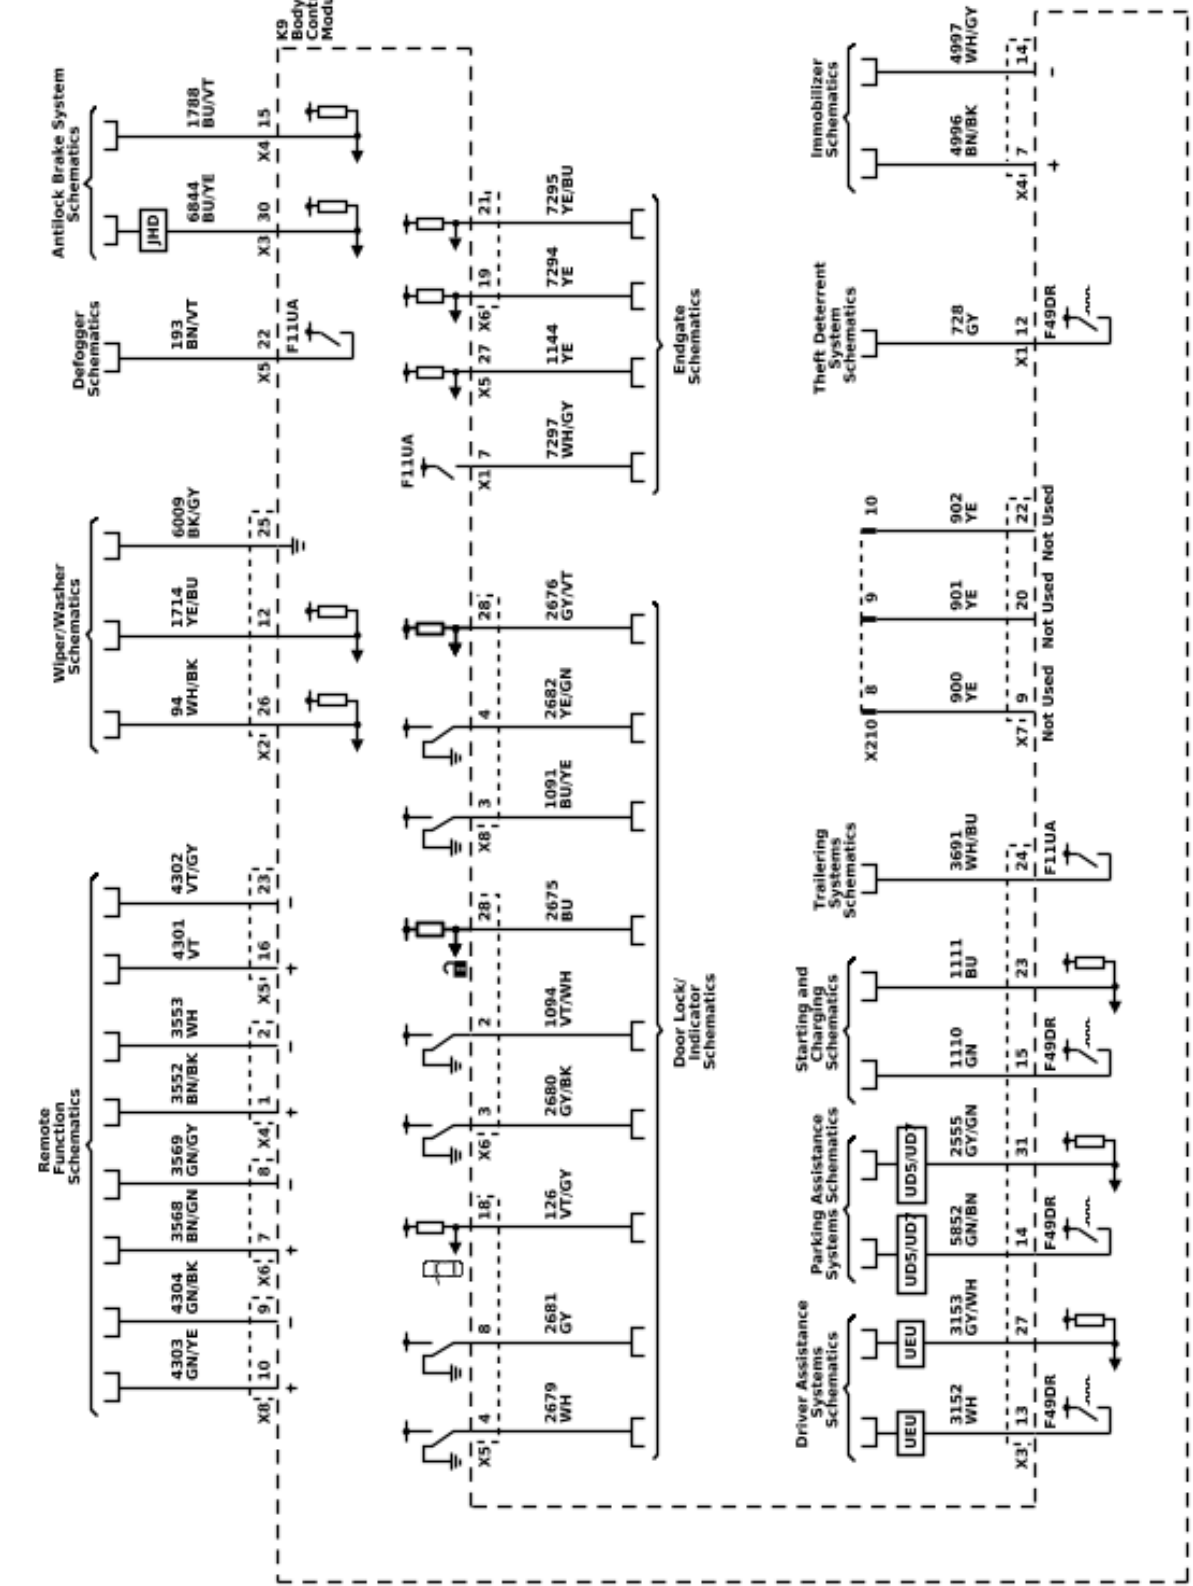 Remote
Function
Schematics
4303
GN/YE
4304
GN/BK
3568
BN/GN
3569
GN/GY
3552
BN/BK
3553
WH
4301
VT
4302
VT/GY
X8 10 9 X6 7 8 X4 1 2 X5 16 23
+ - + - + - + -
Wiper/Washer
Schematics
94
WH/BK
1714
YE/BU
6009
BK/GY
X2 26 12 25
Defogger
Schematics
193
BN/VT
X5 22
F11UA
Antilock Brake System
Schematics
JHD
6844
BU/YE
1788
BU/VT
X3 30 X4 15
K9
Body
Cont
Modu
X5 4 8 18 X6 3 2 28 X8 3 4 28
2679
WH
2681
GY
126
VT/GY
2680
GY/BK
1094
VT/WH
2675
BU
1091
BU/YE
2682
YE/GN
2676
GY/VT
Door Lock/
Indicator
Schematics
F11UA
X1 7 X5 27 X6 19 21
7297
WH/GY
1144
YE
7294
YE
7295
YE/BU
Endgate
Schematics
Driver Assistance
Systems
Schematics
UEU
UEU
3152
WH
3153
GY/WH
X3 13 27
F49DR
Parking Assistance
Systems Schematics
UD5/UD7
UD5/UD7
5852
GN/BN
2555
GY/GN
14 31
F49DR
Starting and
Charging
Schematics
1110
GN
1111
BU
15 23
F49DR
Trailering
Systems
Schematics
3691
WH/BU
24
F11UA
X210 8 9 10
900
YE
901
YE
902
YE
X7 9 20 22
Not Used Not Used Not Used
Theft Deterrent
System
Schematics
728
GY
X1 12
F49DR
Immobilizer
Schematics
4996
BN/BK
4997
WH/GY
X4 7 14
+ -